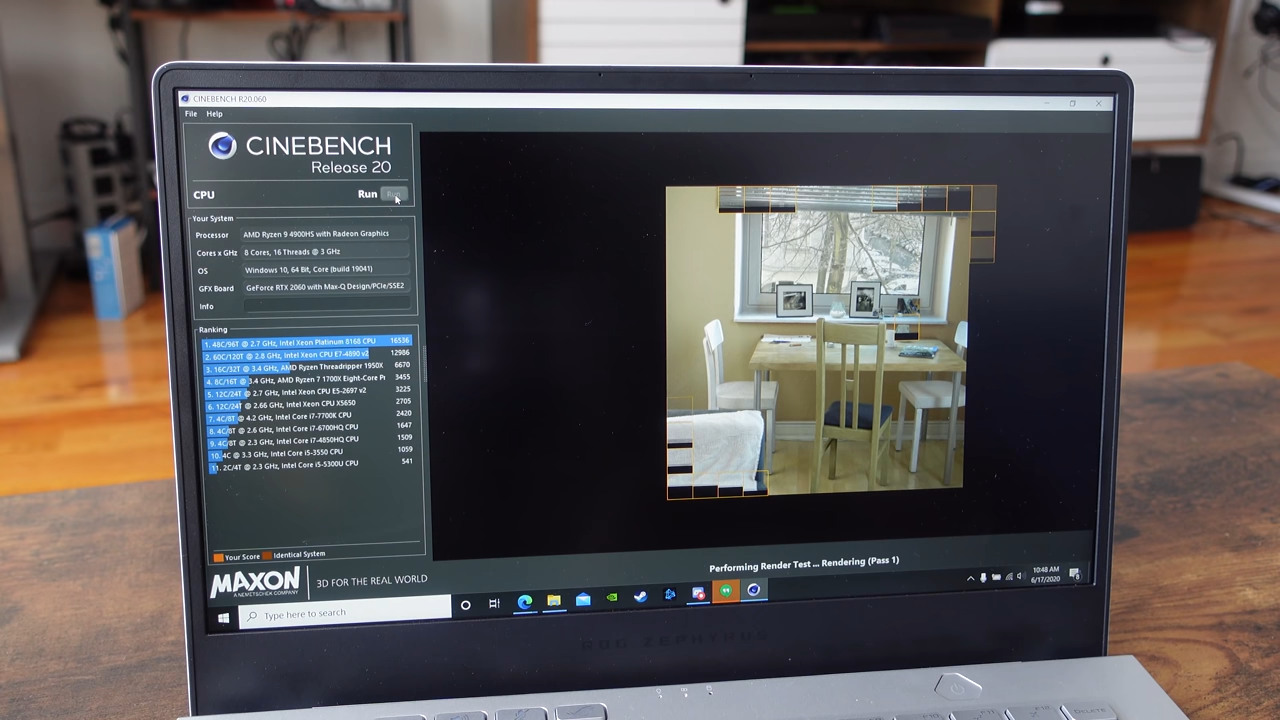 CINEBENCH R20.060
File Help
CINEBENCH
Release 20
CPU Run Run
Your System
Processor AMD Ryzen 9 4900HS with Radeon Graphics
Cores x GHz 8 Cores, 16 Threads @ 3 GHz
OS Windows 10, 64 Bit, Core (build 19041)
GFX Board GeForce RTX 2060 with Max-Q Design/PCIe/SSE2
Info
Ranking
1. 48C/96T @ 2.7 GHz, Intel Xeon Platinum 8168 CPU 16536
2. 60C/120T @ 2.8 GHz, Intel Xeon CPU E7-4890 v2 12986
3. 16C/32T @ 3.4 GHz, AMD Ryzen Threadripper 1950X 6670
4. 8C/16T @ 3.4 GHz, AMD Ryzen 7 1700X Eight-Core Pr 3455
5. 12C/24T @ 2.7 GHz, Intel Xeon CPU E5-2697 v2 3225
6. 12C/24T @ 2.66 GHz, Intel Xeon CPU X5650 2705
7. 4C/8T @ 4.2 GHz, Intel Core i7-7700K CPU 2420
8. 4C/8T @ 2.6 GHz, Intel Core i7-6700HQ CPU 1647
9. 4C/8T @ 2.3 GHz, Intel Core i7-4850HQ CPU 1509
10. 4C @ 3.3 GHz, Intel Core i5-3550 CPU 1059
11. 2C/4T @ 2.3 GHz, Intel Core i5-5300U CPU 541
Your Score Identical System
MAXON
A NEMETSCHEK COMPANY
3D FOR THE REAL WORLD
Performing Render Test ... Rendering (Pass 1)
Type here to search
10:48 AM
6/17/2020
ROG ZEPHYRUS
DELETE